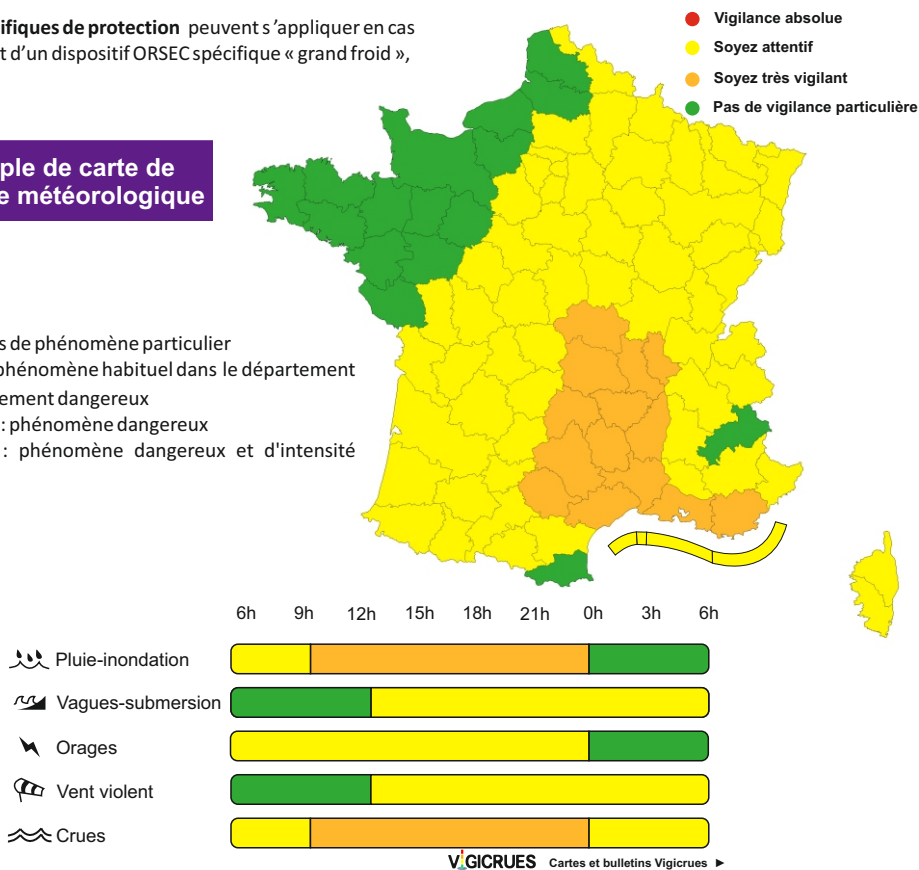 ifiques de protection peuvent s'appliquer en cas
t d'un dispositif ORSEC spécifique « grand froid »,
Vigilance absolue
Soyez attentif
Soyez très vigilant
Pas de vigilance particulière
ple de carte de
e météorologique
s de phénomène particulier
phénomène habituel dans le département
ement dangereux
: phénomène dangereux
: phénomène dangereux et d'intensité
6h 9h 12h 15h 18h 21h 0h 3h 6h
Pluie-inondation
Vagues-submersion
Orages
Vent violent
Crues
VIGICRUES Cartes et bulletins Vigicrues ►